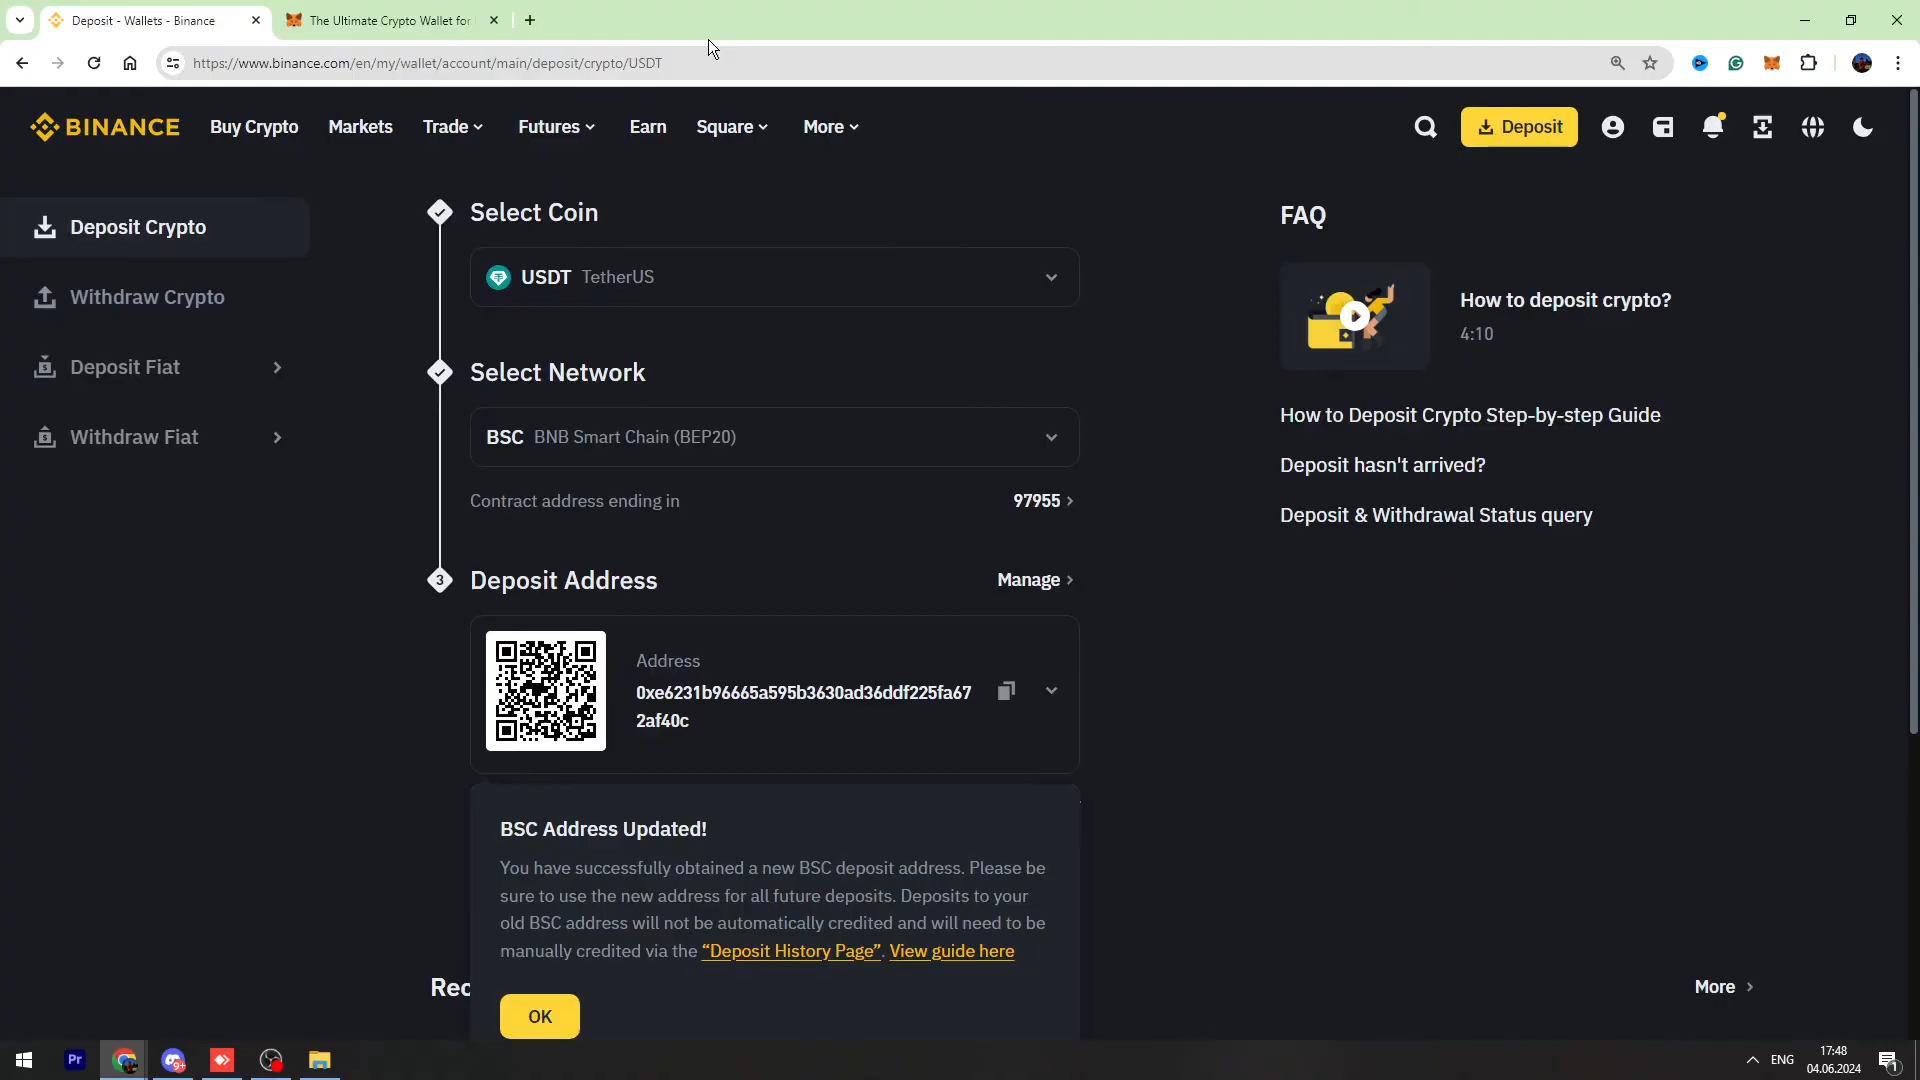 Deposit - Wallets - Binance
The Ultimate Crypto Wallet for
https://www.binance.com/en/my/wallet/account/main/deposit/crypto/USDT
BINANCE
Buy Crypto
Markets
Trade
Futures
Earn
Square
More
Deposit
Deposit Crypto
Withdraw Crypto
Deposit Fiat
Withdraw Fiat
Select Coin
USDT TetherUS
Select Network
BSC BNB Smart Chain (BEP20)
Contract address ending in
97955
3
Deposit Address
Manage
Address
0xe6231b96665a595b3630ad36ddf225fa67
2af40c
BSC Address Updated!
You have successfully obtained a new BSC deposit address. Please be
sure to use the new address for all future deposits. Deposits to your
old BSC address will not be automatically credited and will need to be
manually credited via the “Deposit History Page”. View guide here
OK
Rec
More
FAQ
How to deposit crypto?
4:10
How to Deposit Crypto Step-by-step Guide
Deposit hasn't arrived?
Deposit & Withdrawal Status query
Pr
9+
ENG
17:48
04.06.2024
1